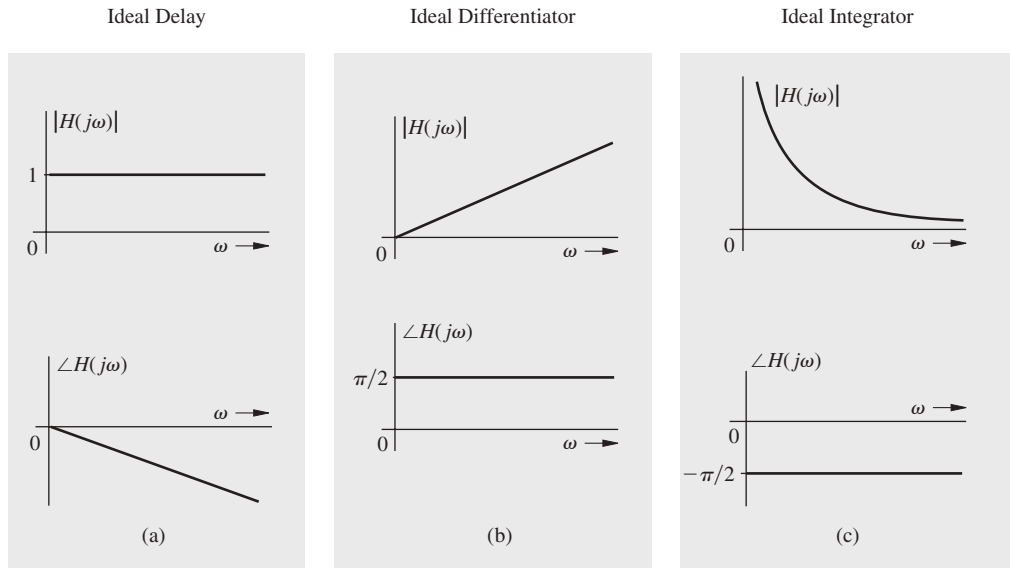 Ideal Delay
Ideal Differentiator
Ideal Integrator
|H(jω)|
1
0
ω
∠H(jω)
ω
0
(a)
|H(jω)|
0
ω
∠H(jω)
π/2
0
ω
(b)
|H(jω)|
0
ω
∠H(jω)
ω
0
−π/2
(c)